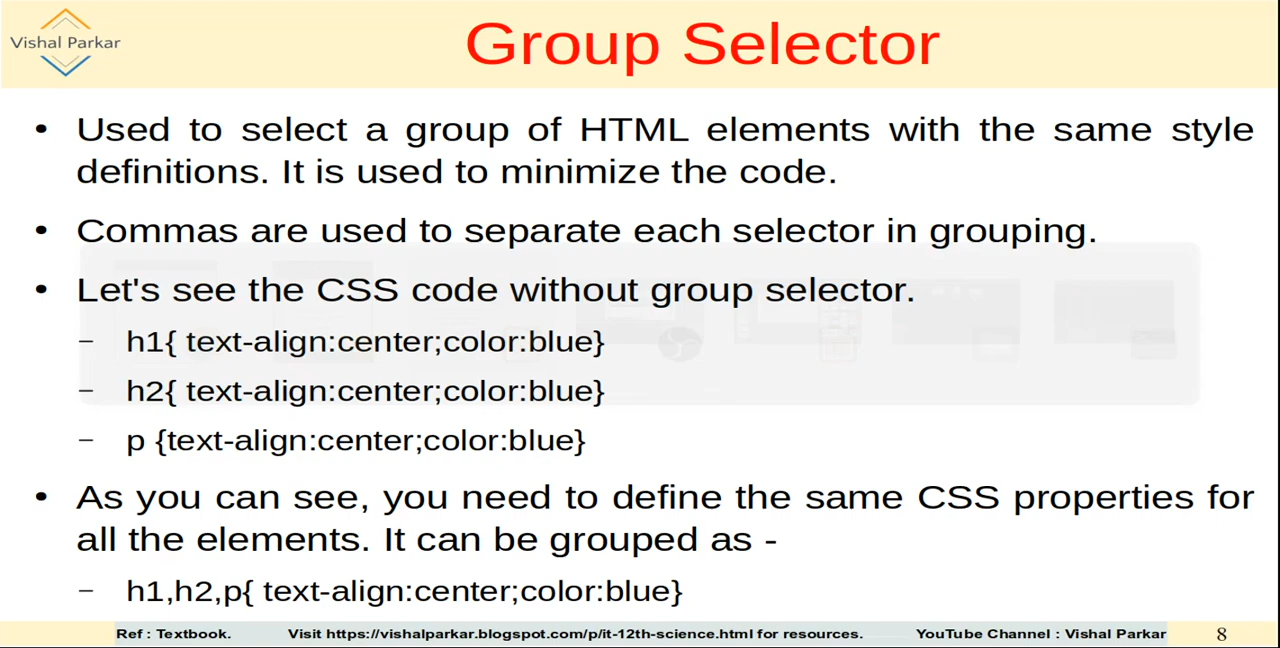 Vishal Parkar
Group Selector
• Used to select a group of HTML elements with the same style
definitions. It is used to minimize the code.
• Commas are used to separate each selector in grouping.
• Let's see the CSS code without group selector.
– h1{ text-align:center;color:blue}
– h2{ text-align:center;color:blue}
– p {text-align:center;color:blue}
• As you can see, you need to define the same CSS properties for
all the elements. It can be grouped as -
– h1,h2,p{ text-align:center;color:blue}
Ref : Textbook. Visit https://vishalparkar.blogspot.com/p/it-12th-science.html for resources. YouTube Channel : Vishal Parkar 8